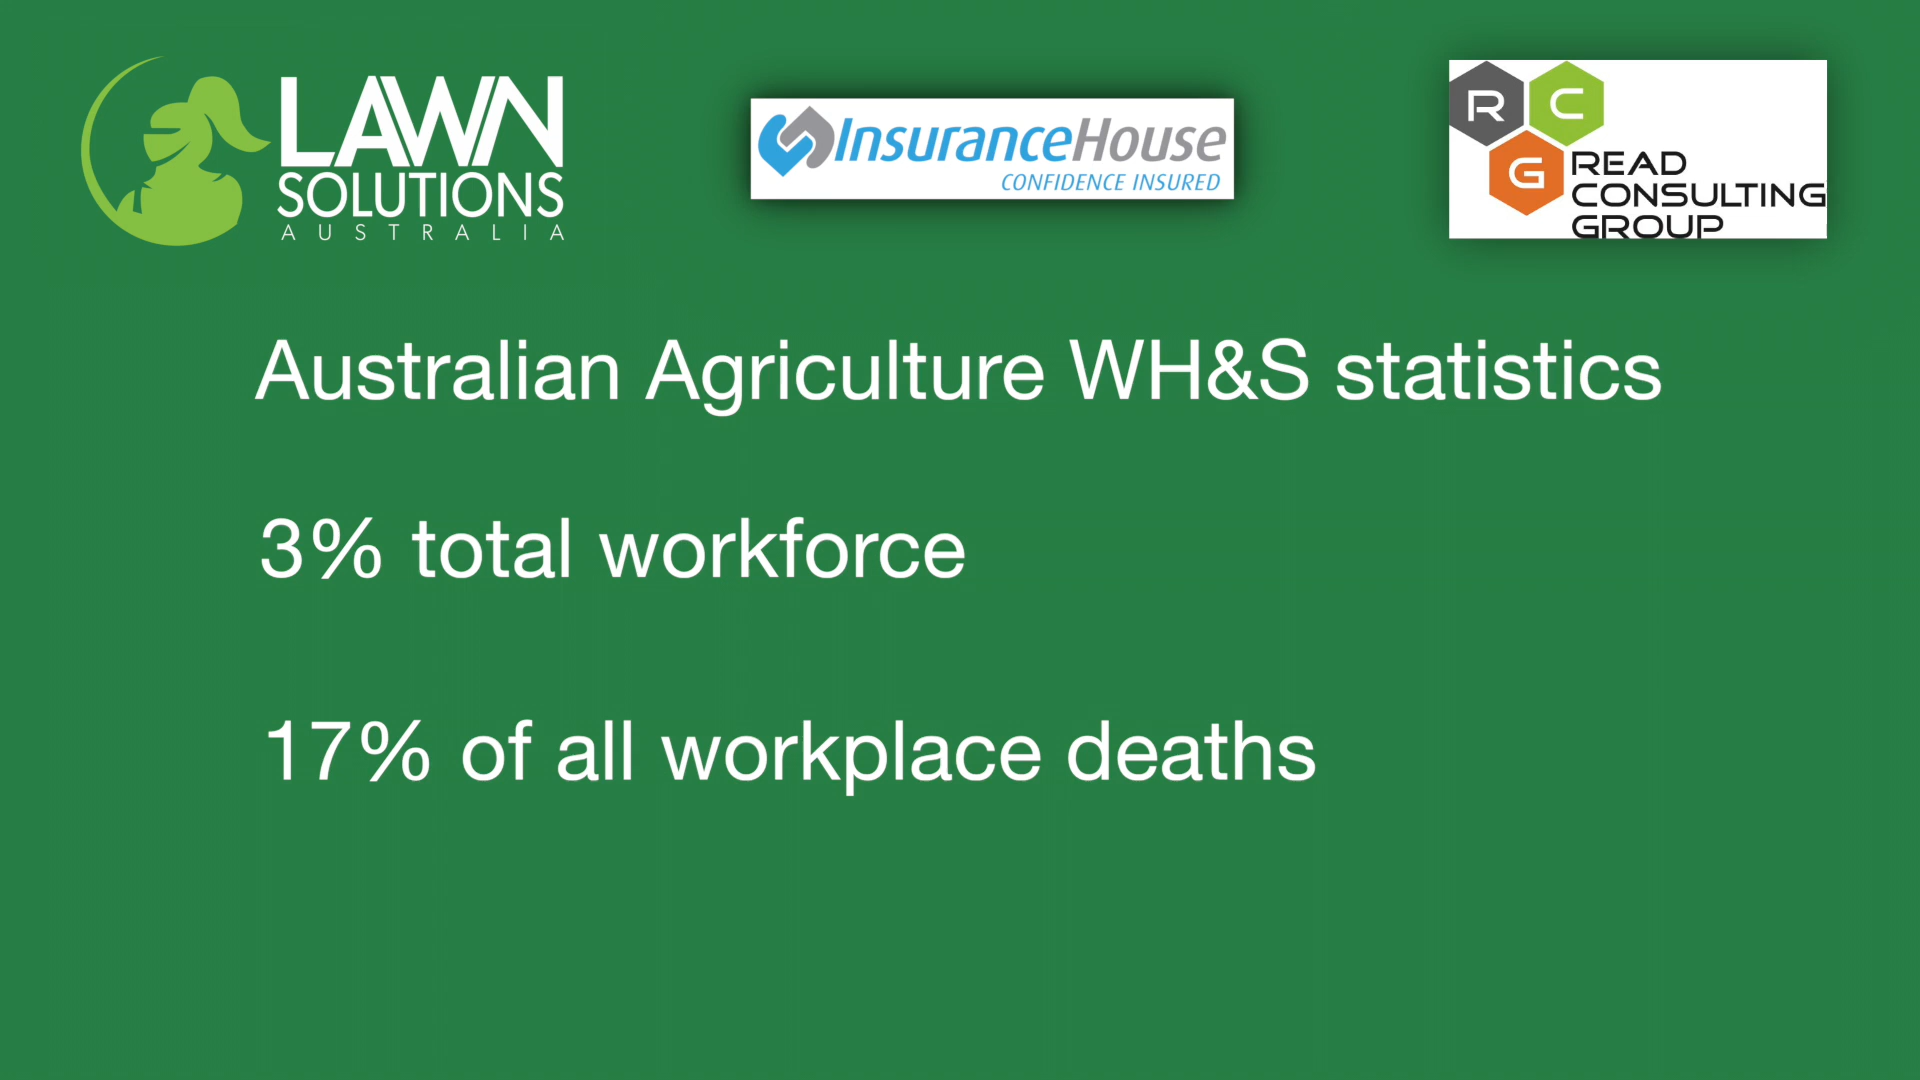 LAWN
SOLUTIONS
AUSTRALIA
InsuranceHouse
CONFIDENCE INSURED
R C
G READ
CONSULTING
GROUP
Australian Agriculture WH&S statistics
3% total workforce
17% of all workplace deaths